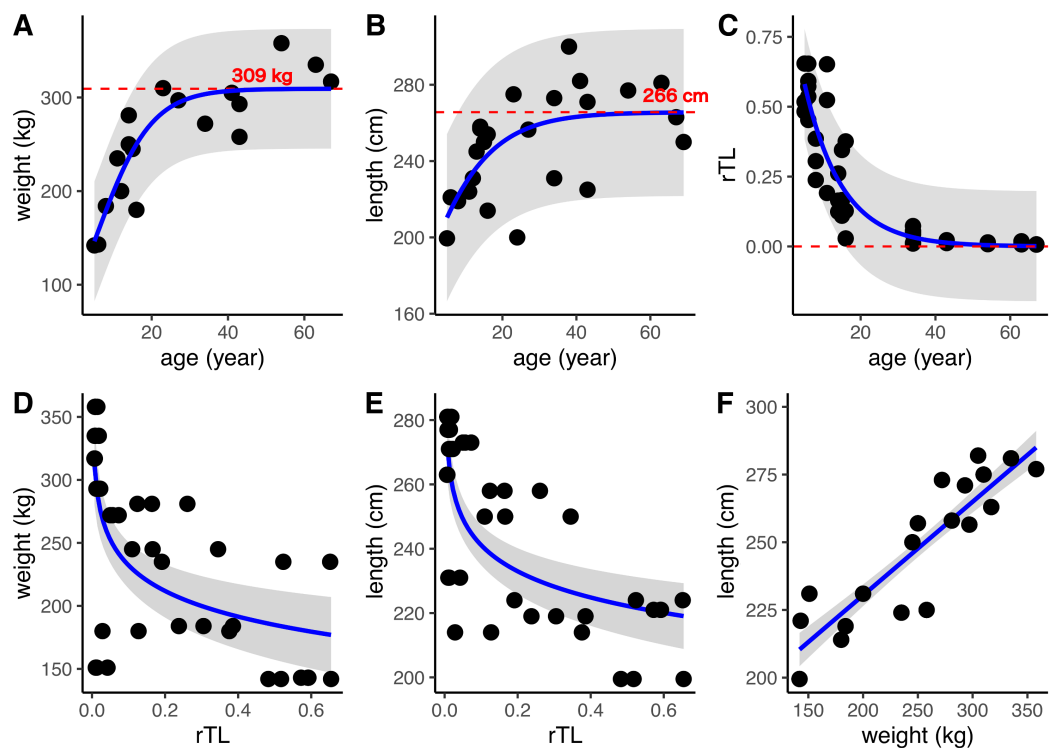 A
309 kg
300
200
100
20
40
60
weight (kg)
age (year)
B
266 cm
280
240
200
160
20
40
60
length (cm)
age (year)
C
0.75
0.50
0.25
0.00
20
40
60
rTL
age (year)
D
350
300
250
200
150
0.0
0.2
0.4
0.6
weight (kg)
rTL
E
280
260
240
220
200
0.0
0.2
0.4
0.6
length (cm)
rTL
F
300
275
250
225
200
150
200
250
300
350
length (cm)
weight (kg)